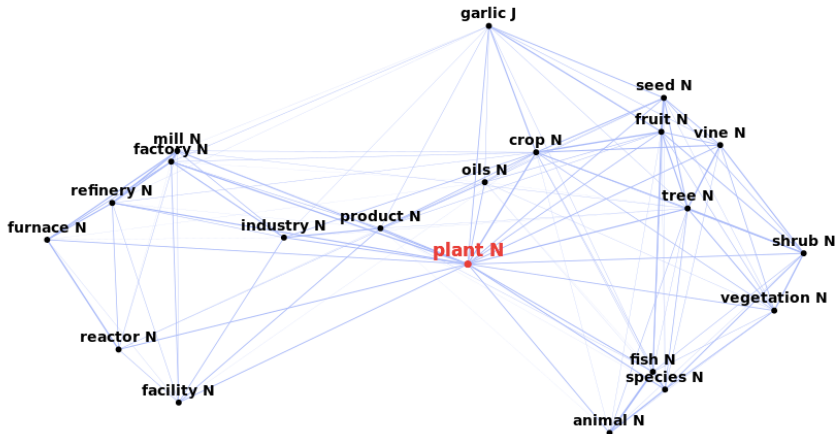 garlic J
seed N
fruit N
vine N
mill N
factory N
crop N
oils N
refinery N
tree N
furnace N
industry N
product N
plant N
shrub N
vegetation N
reactor N
facility N
fish N
species N
animal N